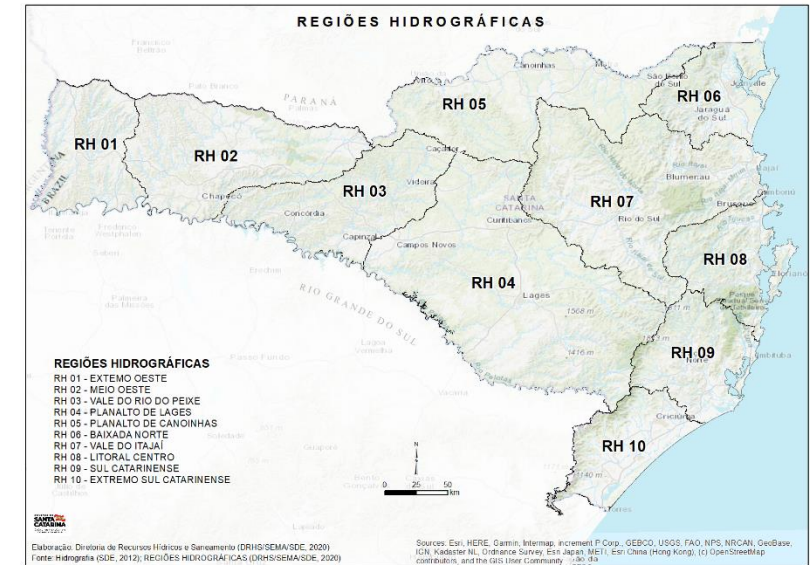 REGIÕES HIDROGRÁFICAS
Canoinhas
São Bento
do Sul
Joinville
RH 06
Jaraguá
do Sul
PARANÁ
RH 05
RH 01
RH 02
Caçador
RH 03
Videira
Chapecó
Concórdia
Capinzal
SANTA
CATARINA
Curitibanos
Campos Novos
RH 07
Blumenau
Brusque
Rio do Sul
Itajaí
BRAZIL
RH 04
Lages
RH 08
RIO GRANDE DO SUL
1568 m
1416 m
RH 09
Norte
Imbituba
Criciúma
RH 10
Torres
REGIÕES HIDROGRÁFICAS
RH 01 - EXTEMO OESTE
RH 02 - MEIO OESTE
RH 03 - VALE DO RIO DO PEIXE
RH 04 - PLANALTO DE LAGES
RH 05 - PLANALTO DE CANOINHAS
RH 06 - BAIXADA NORTE
RH 07 - VALE DO ITAJAÍ
RH 08 - LITORAL CENTRO
RH 09 - SUL CATARINENSE
RH 10 - EXTREMO SUL CATARINENSE
N
0 25 50
km
SANTA
CATARINA
Elaboração: Diretoria de Recursos Hídricos e Saneamento (DRHS/SEMA/SDE, 2020)
Fonte: Hidrografia (SDE, 2012); REGIÕES HIDROGRÁFICAS (DRHS/SEMA/SDE, 2020)
Sources: Esri, HERE, Garmin, Intermap, increment P Corp., GEBCO, USGS, FAO, NPS, NRCAN, GeoBase,
IGN, Kadaster NL, Ordnance Survey, Esri Japan, METI, Esri China (Hong Kong), (c) OpenStreetMap
contributors, and the GIS User Community